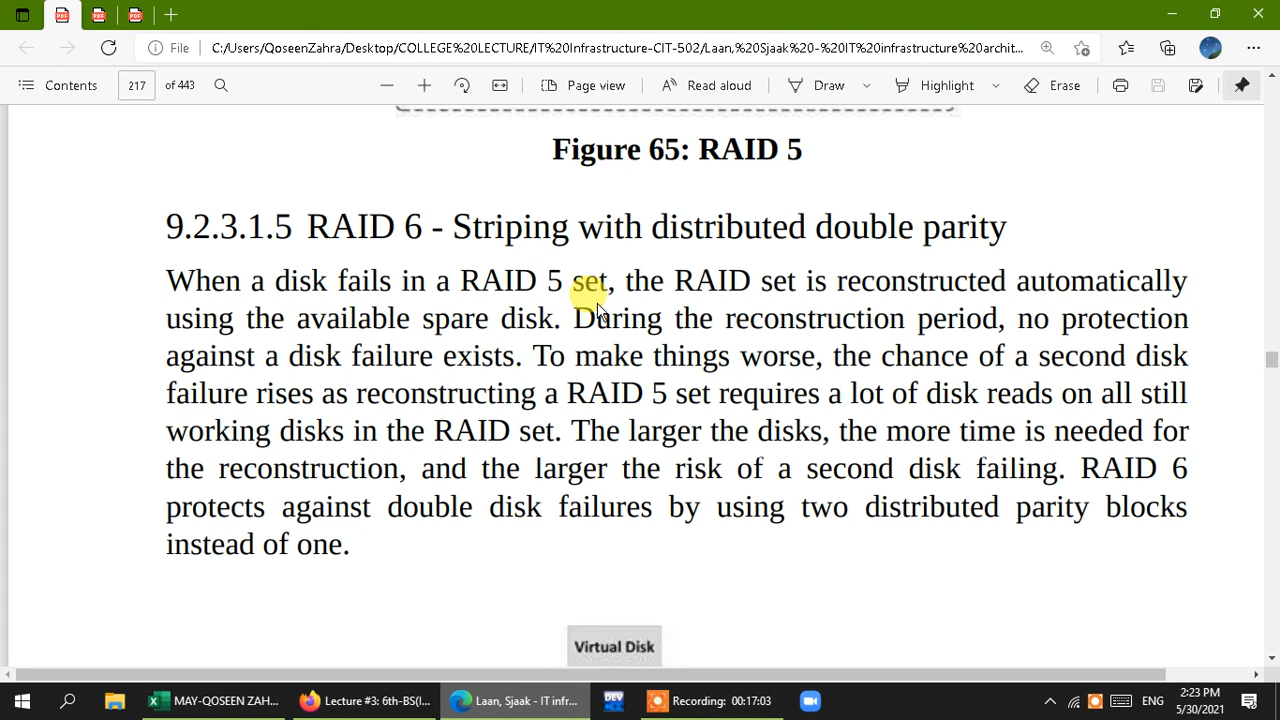 File
C:/Users/QoseenZahra/Desktop/COLLEGE%20LECTURE/IT%20Infrastructure-CIT-502/Laan,%20Sjaak%20-%20IT%20infrastructure%20archit...
Contents
217
of 443
Page view
Read aloud
Draw
Highlight
Erase
Figure 65: RAID 5
9.2.3.1.5 RAID 6 - Striping with distributed double parity
When a disk fails in a RAID 5 set, the RAID set is reconstructed automatically
using the available spare disk. During the reconstruction period, no protection
against a disk failure exists. To make things worse, the chance of a second disk
failure rises as reconstructing a RAID 5 set requires a lot of disk reads on all still
working disks in the RAID set. The larger the disks, the more time is needed for
the reconstruction, and the larger the risk of a second disk failing. RAID 6
protects against double disk failures by using two distributed parity blocks
instead of one.
Virtual Disk
MAY-QOSEEN ZAH...
Lecture #3: 6th-BS(I...
Laan, Sjaak - IT infr...
DEV
Recording: 00:17:03
ENG
2:23 PM
5/30/2021